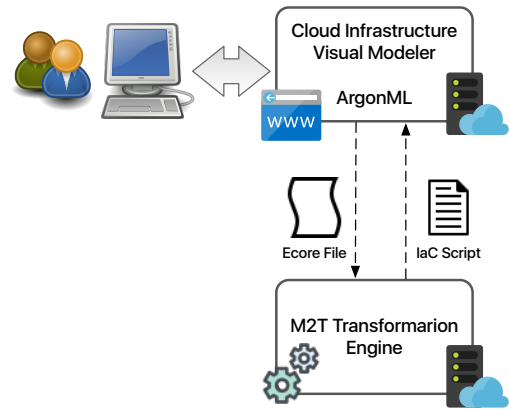 Cloud Infrastructure
Visual Modeler
ArgonML
WWW
Ecore File
IaC Script
M2T Transformarion
Engine